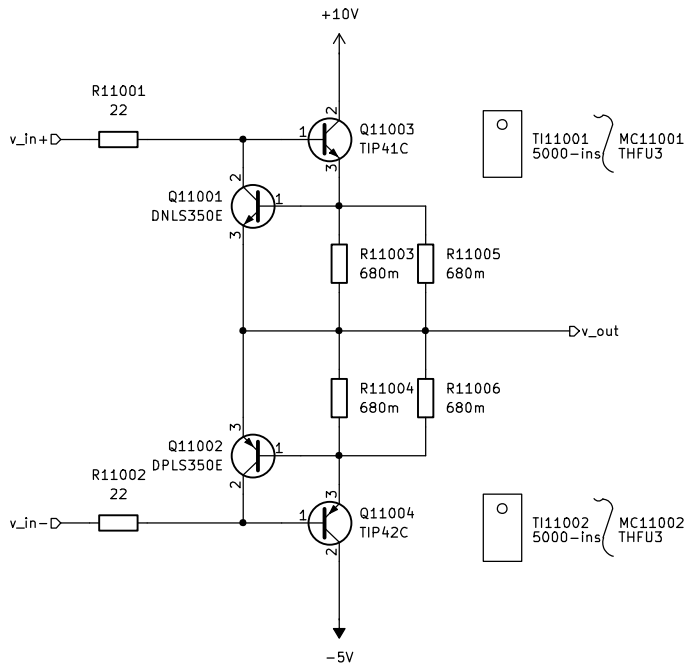 +10V
R11001
22
v_in+
1
2
3
Q11003
TIP41C
TI11001
5000-ins
MC11001
THFU3
Q11001
DNLS350E
2
1
3
R11003
680m
R11005
680m
v_out
R11004
680m
R11006
680m
Q11002
DPLS350E
3
1
2
R11002
22
v_in-
1
3
2
Q11004
TIP42C
TI11002
5000-ins
MC11002
THFU3
-5V